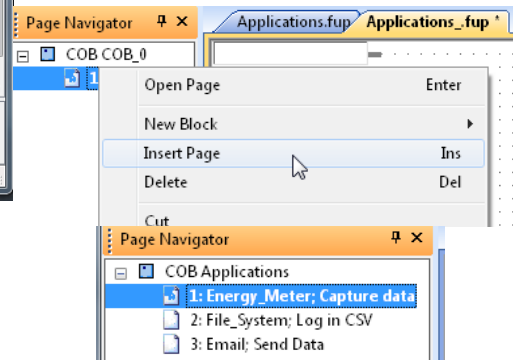 Page Navigator
Applications.fup Applications_.fup *
COB COB_0
1
Open Page Enter
New Block
Insert Page Ins
Delete Del
Cut
Page Navigator
COB Applications
1: Energy_Meter; Capture data
2: File_System; Log in CSV
3: Email; Send Data